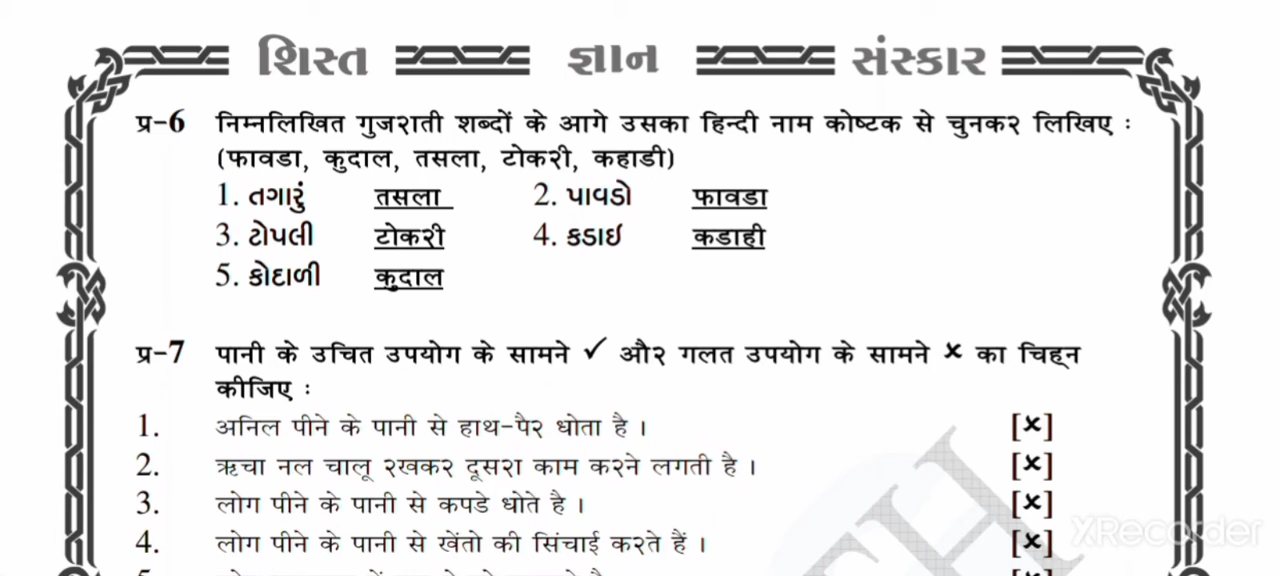 શિસ્ત જ્ઞાન સંસ્કાર
प्र-6 निम्नलिखित गुजराती शब्दों के आगे उसका हिन्दी नाम कोष्टक से चुनकर लिखिए :
(फावडा, कुदाल, तसला, टोकरी, कहाडी)
1. તગારું तसला 2. પાવડો फावडा
3. ટોપલી टोकरी 4. કડાઈ कडाही
5. કોદાળી कुदाल
प्र-7 पानी के उचित उपयोग के सामने ✓ और गलत उपयोग के सामने × का चिह्न
कीजिए :
1. अनिल पीने के पानी से हाथ-पैर धोता है । [×]
2. ऋचा नल चालू रखकर दूसरा काम करने लगती है । [×]
3. लोग पीने के पानी से कपडे धोते है । [×]
4. लोग पीने के पानी से खेंतो की सिंचाई करते हैं । [×]
XRecorder